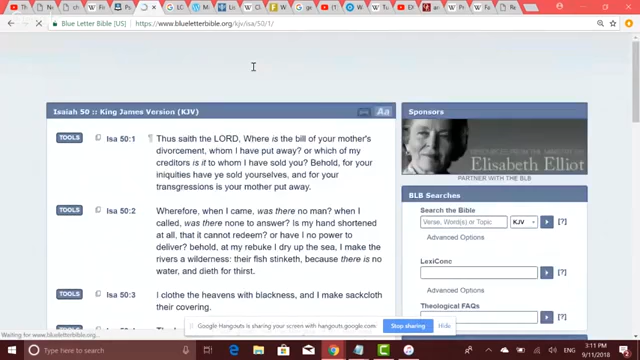 Blue Letter Bible [US]
https://www.blueletterbible.org/kjv/isa/50/1/
Isaiah 50 :: King James Version (KJV)
Aa
TOOLS
Isa 50:1
¶ Thus saith the LORD, Where is the bill of your mother's
divorcement, whom I have put away? or which of my
creditors is it to whom I have sold you? Behold, for your
iniquities have ye sold yourselves, and for your
transgressions is your mother put away.
TOOLS
Isa 50:2
Wherefore, when I came, was there no man? when I
called, was there none to answer? Is my hand shortened
at all, that it cannot redeem? or have I no power to
deliver? behold, at my rebuke I dry up the sea, I make the
rivers a wilderness: their fish stinketh, because there is no
water, and dieth for thirst.
TOOLS
Isa 50:3
I clothe the heavens with blackness, and I make sackcloth
their covering.
Sponsors
RESOURCES FROM THE MINISTRY OF
Elisabeth Elliot
PARTNER WITH THE BLB
BLB Searches
Search the Bible
Verse, Word(s) or Topic
KJV
[?]
Advanced Options
LexiConc
[?]
Advanced Options
Theological FAQs
[?]
Google Hangouts is sharing your screen with hangouts.google.com.
Stop sharing
Hide
Waiting for www.blueletterbible.org...
Type here to search
3:11 PM
9/11/2018